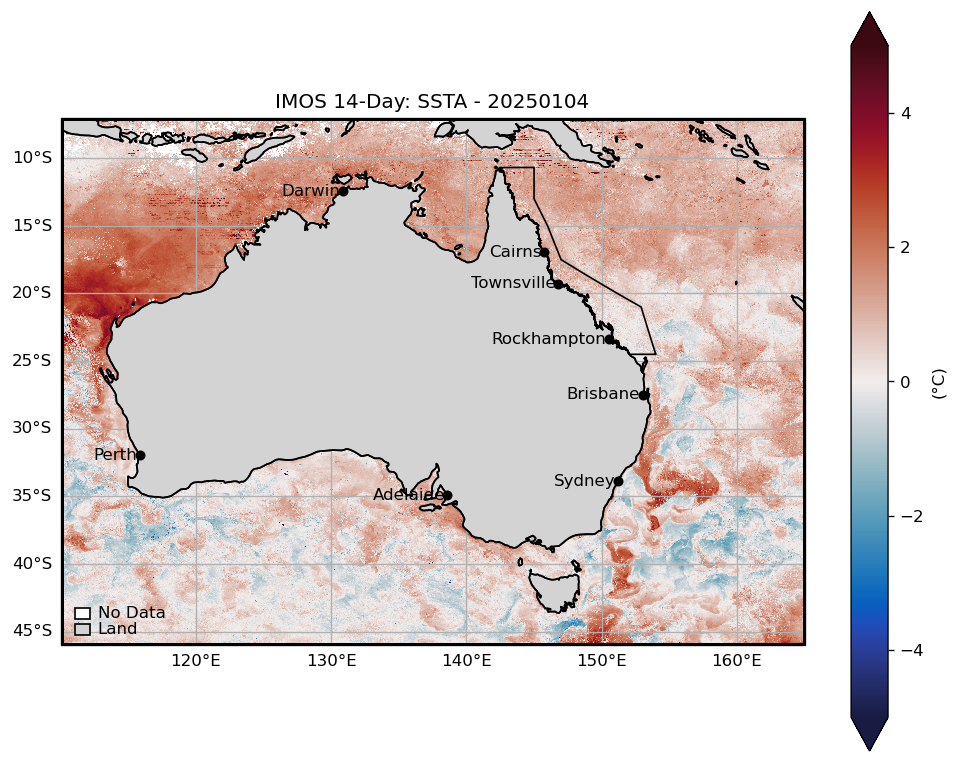 IMOS 14-Day: SSTA - 20250104
10°S
15°S
20°S
25°S
30°S
35°S
40°S
45°S
Darwin
Cairns
Townsville
Rockhampton
Brisbane
Perth
Sydney
Adelaide
No Data
Land
120°E 130°E 140°E 150°E 160°E
4
2
0
−2
−4
(°C)